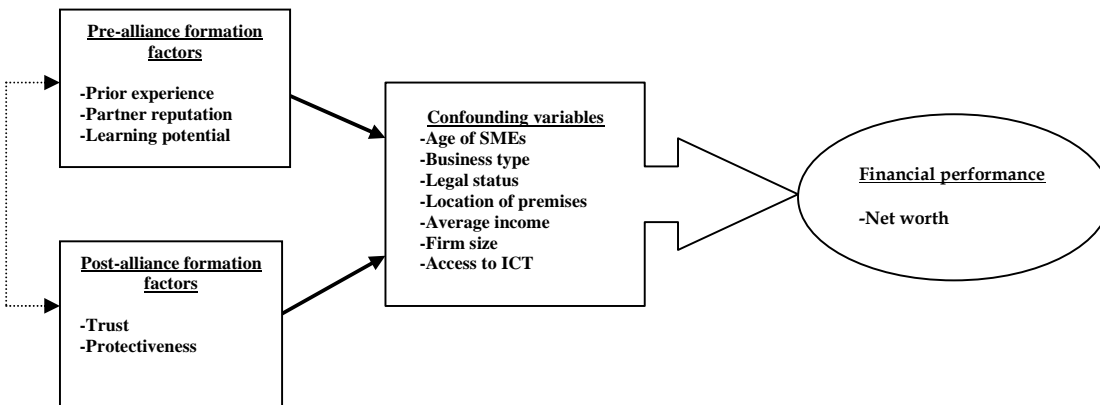 Pre-alliance formation
factors
-Prior experience
-Partner reputation
-Learning potential
Post-alliance formation
factors
-Trust
-Protectiveness
Confounding variables
-Age of SMEs
-Business type
-Legal status
-Location of premises
-Average income
-Firm size
-Access to ICT
Financial performance
-Net worth